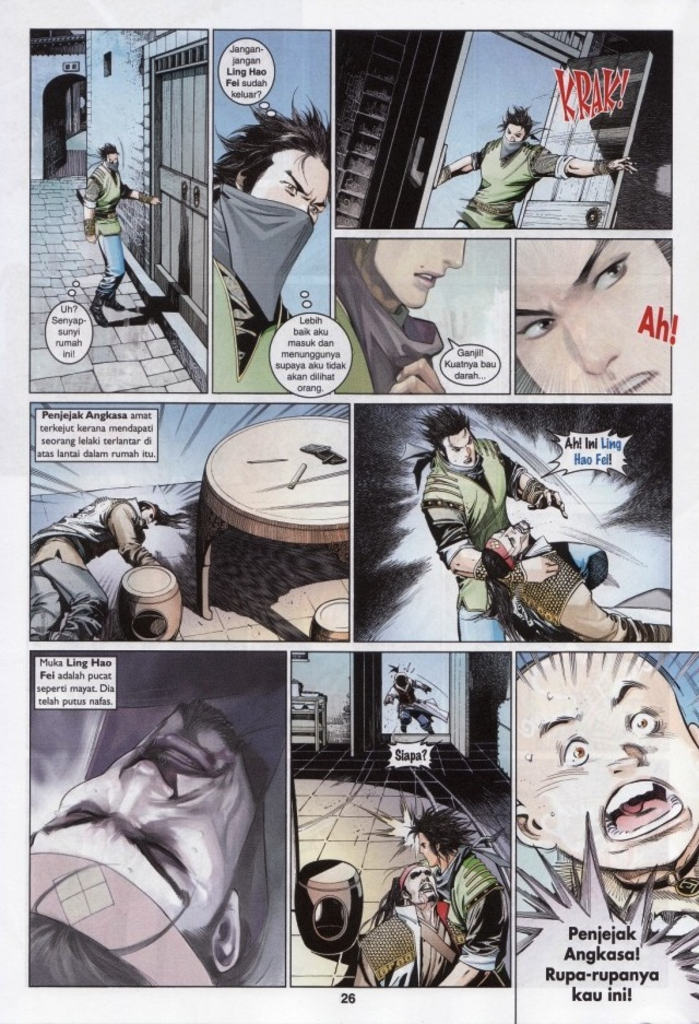 Uh?
Senyap-
sunyi
rumah
ini!
Jangan-
jangan
Ling Hao
Fei sudah
keluar?
Lebih
baik aku
masuk dan
menunggunya
supaya aku tidak
akan dilihat
orang.
KRAK!
Ganjil!
Kenapa bau
darah...
Ah!
Penjejak Angkasa amat
terkejut kerana mendapati
seorang lelaki terlantar di
atas lantai dalam rumah itu.
Ah! Ini Ling
Hao Fei!
Muka Ling Hao
Fei adalah pucat
seperti mayat. Dia
telah putus nafas.
Siapa?
Penjejak
Angkasa!
Rupa-rupanya
kau ini!
26